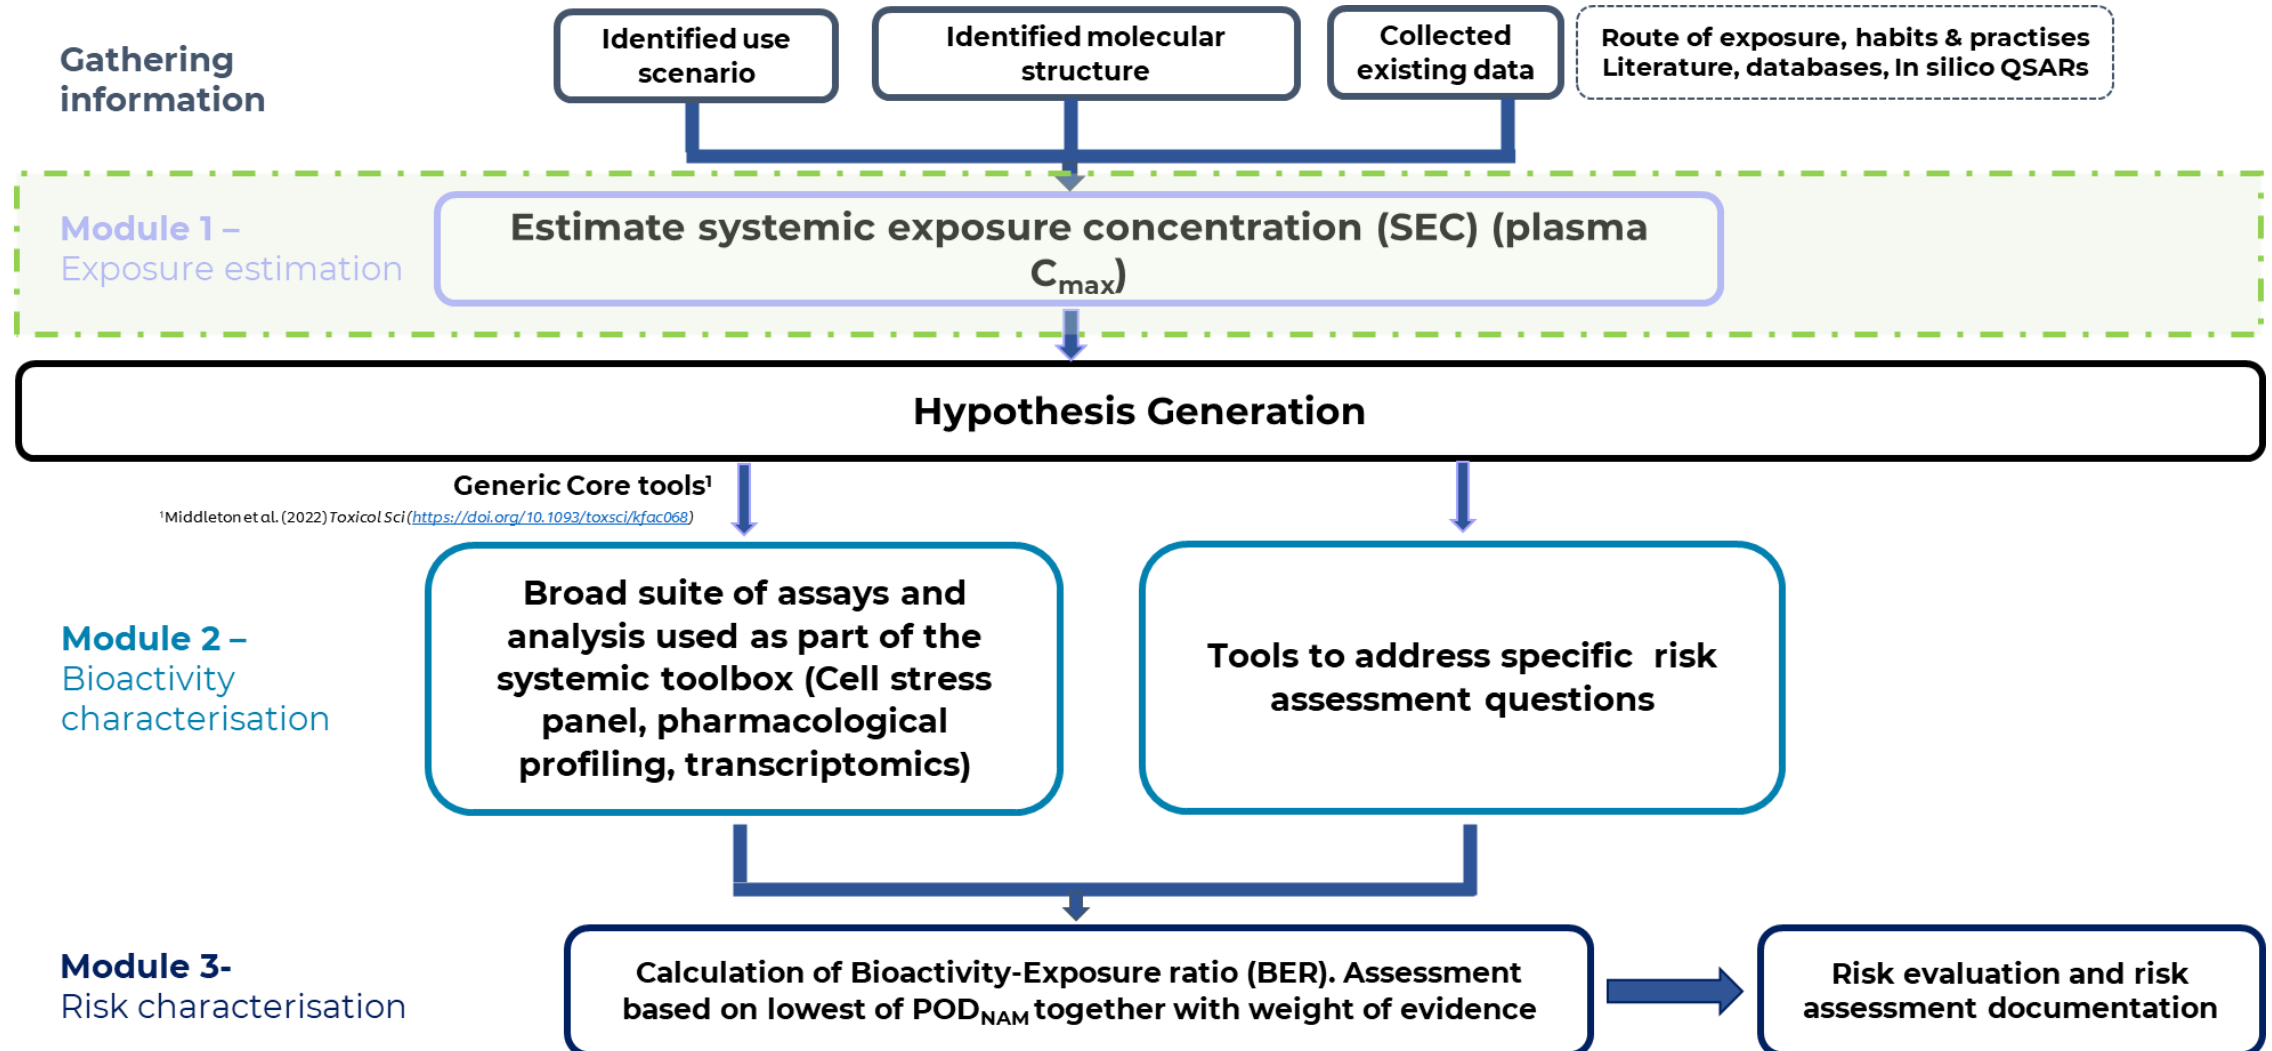 Gathering
information
Identified use
scenario
Identified molecular
structure
Collected
existing data
Route of exposure, habits & practises
Literature, databases, In silico QSARs
Module 1 –
Exposure estimation
Estimate systemic exposure concentration (SEC) (plasma
Cmax)
Hypothesis Generation
Generic Core tools¹
¹Middleton et al. (2022) Toxicol Sci (https://doi.org/10.1093/toxsci/kfac068)
Module 2 –
Bioactivity
characterisation
Broad suite of assays and
analysis used as part of the
systemic toolbox (Cell stress
panel, pharmacological
profiling, transcriptomics)
Tools to address specific risk
assessment questions
Module 3-
Risk characterisation
Calculation of Bioactivity-Exposure ratio (BER). Assessment
based on lowest of PODNAM together with weight of evidence
Risk evaluation and risk
assessment documentation